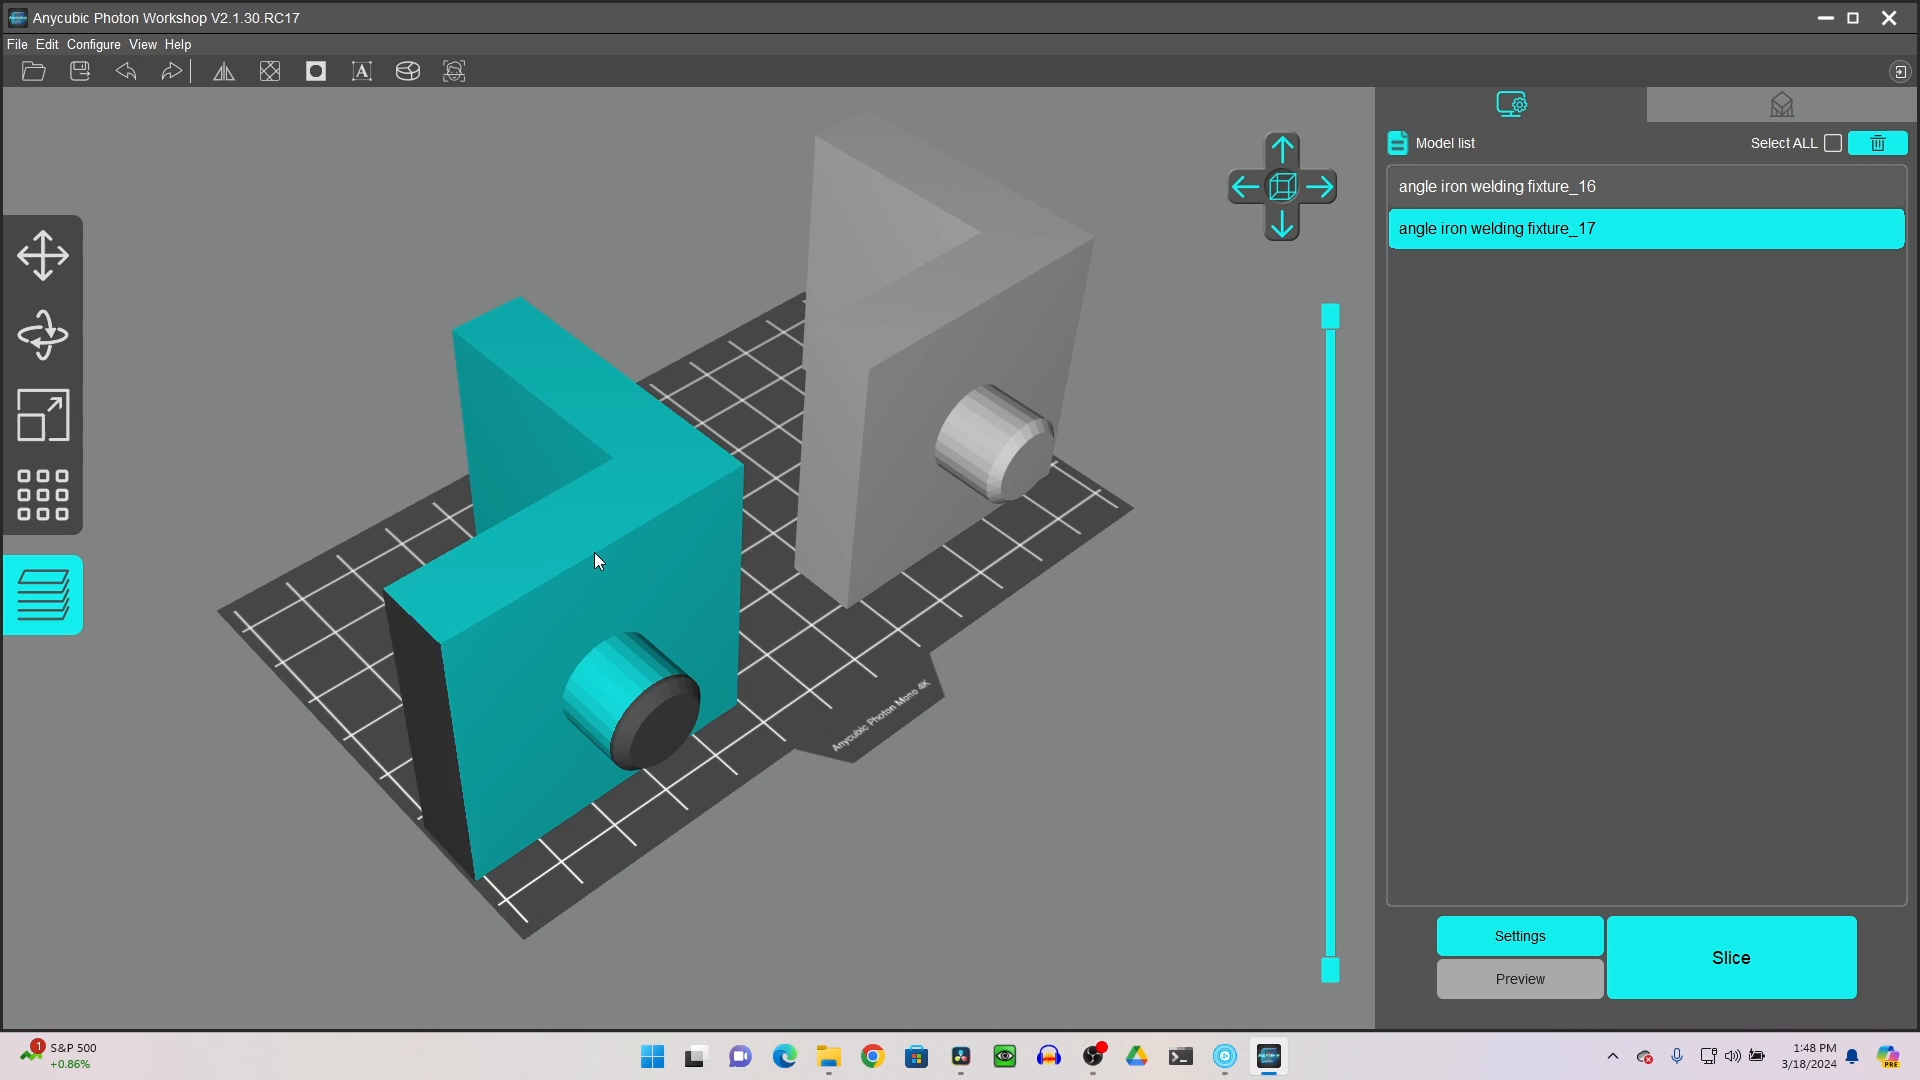 Anycubic Photon Workshop V2.1.30.RC17
File Edit Configure View Help
Model list
Select ALL
angle iron welding fixture_16
angle iron welding fixture_17
Anycubic Photon Mono 4K
Settings
Preview
Slice
1
S&P 500
+0.86%
1:48 PM
3/18/2024
PRE